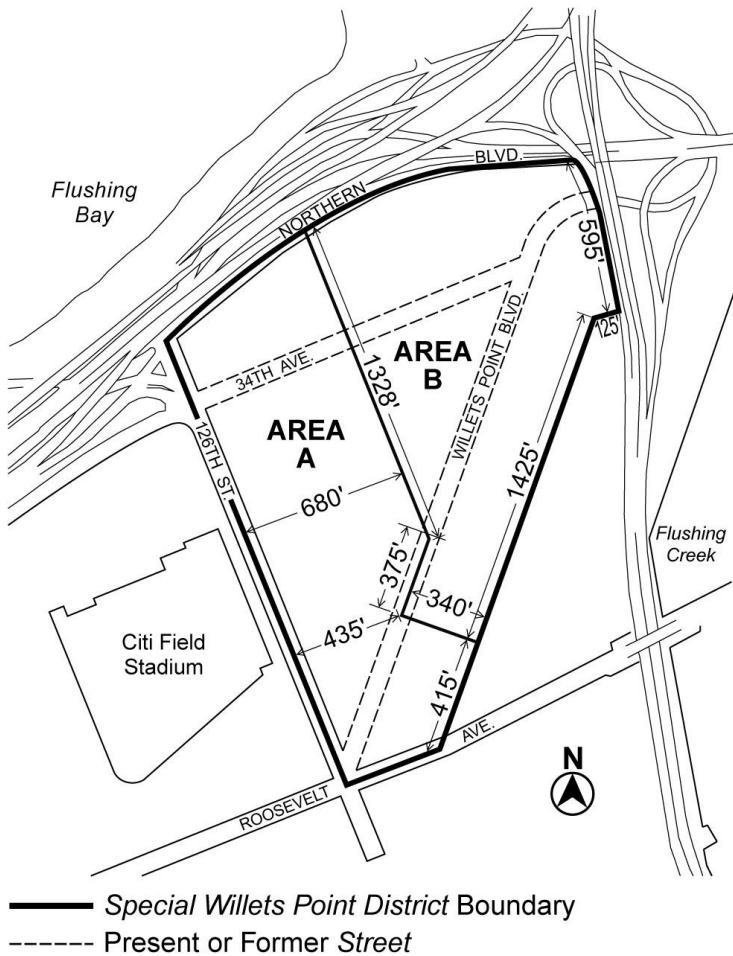 BLVD.
NORTHERN
Flushing
Bay
595'
125'
34TH AVE.
1328'
AREA
B
WILLETS POINT BLVD.
AREA
A
126TH ST.
680'
1425'
375'
340'
435'
415'
Flushing
Creek
Citi Field
Stadium
ROOSEVELT AVE.
N
Special Willets Point District Boundary
Present or Former Street